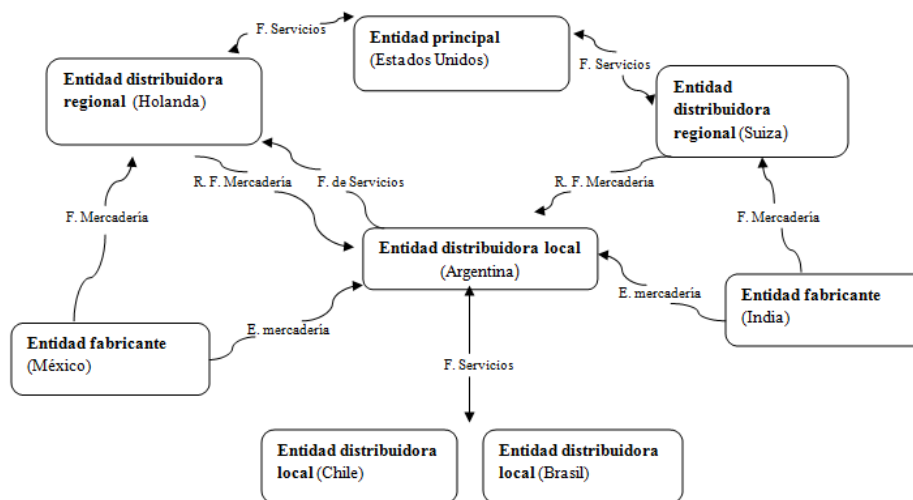 F. Servicios
Entidad principal
(Estados Unidos)
F. Servicios
Entidad distribuidora
regional (Holanda)
Entidad
distribuidora
regional (Suiza)
R. F. Mercadería
F. de Servicios
R. F. Mercadería
F. Mercadería
F. Mercadería
Entidad distribuidora local
(Argentina)
E. mercadería
Entidad fabricante
(India)
E. mercadería
Entidad fabricante
(México)
F. Servicios
Entidad distribuidora
local (Chile)
Entidad distribuidora
local (Brasil)